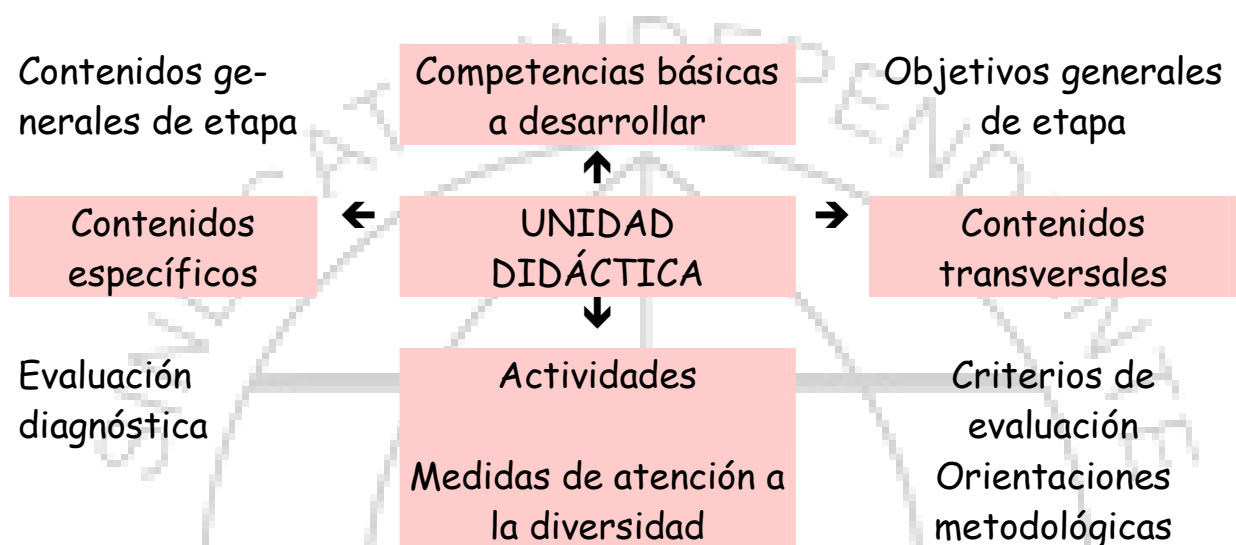 Contenidos ge-
nerales de etapa
Competencias básicas
a desarrollar
Objetivos generales
de etapa
Contenidos
específicos
UNIDAD
DIDÁCTICA
Contenidos
transversales
Evaluación
diagnóstica
Actividades
Medidas de atención a
la diversidad
Criterios de
evaluación
Orientaciones
metodológicas